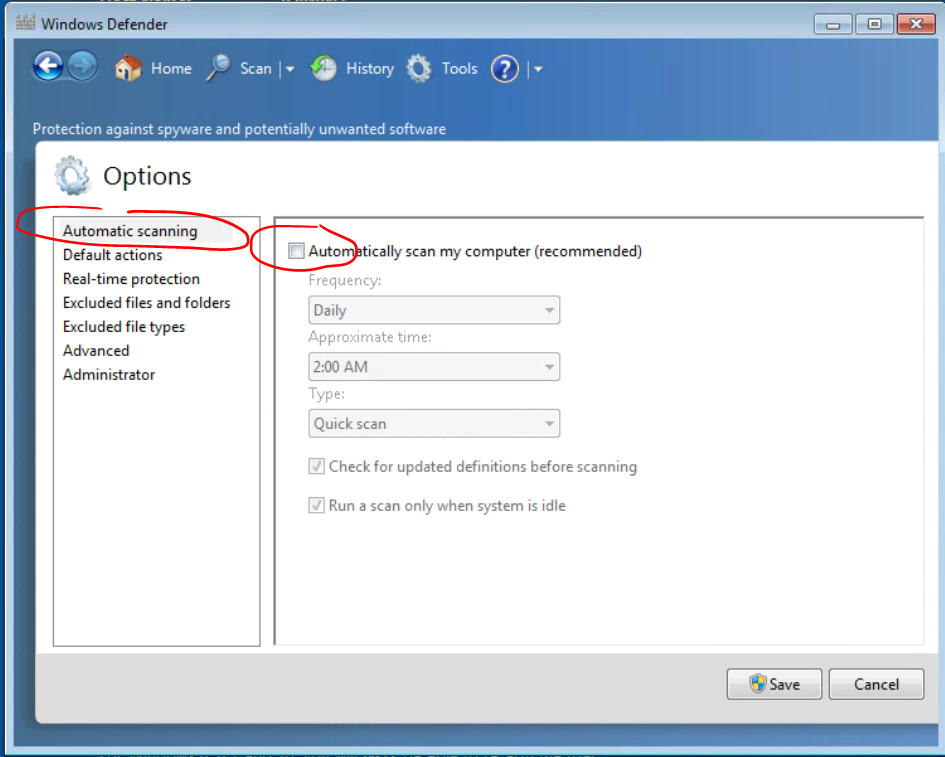 Windows Defender
Home Scan History Tools ?
Protection against spyware and potentially unwanted software
Options
Automatic scanning
Default actions
Real-time protection
Excluded files and folders
Excluded file types
Advanced
Administrator
Automatically scan my computer (recommended)
Frequency:
Daily
Approximate time:
2:00 AM
Type:
Quick scan
Check for updated definitions before scanning
Run a scan only when system is idle
Save Cancel